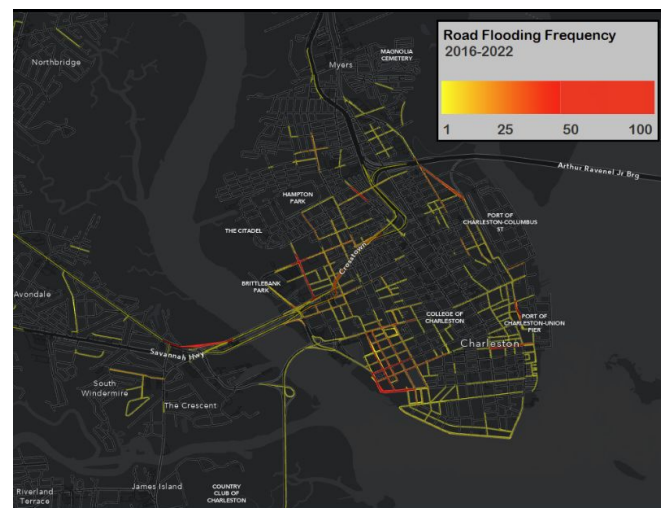 Road Flooding Frequency
2016-2022
1 25 50 100
Northbridge
Myers
MAGNOLIA
CEMETERY
Arthur Ravenel Jr Brg
HAMPTON
PARK
THE CITADEL
PORT OF
CHARLESTON-COLUMBUS
ST
Crosstown
BRITTLEBANK
PARK
Avondale
COLLEGE OF
CHARLESTON
PORT OF
CHARLESTON-UNION
PIER
Charleston
Savannah Hwy
South
Windermere
The Crescent
James Island
COUNTRY
CLUB OF
CHARLESTON
Riverland
Terrace